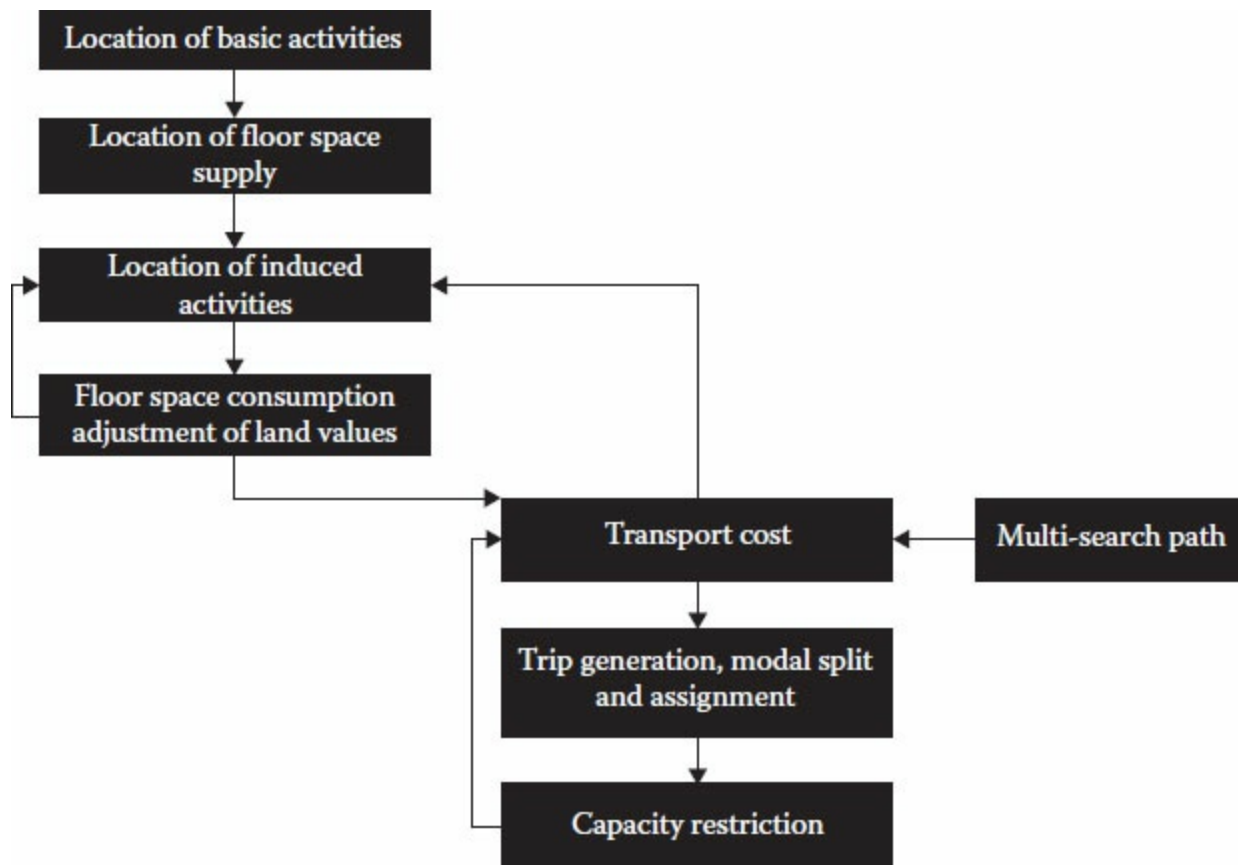 Location of basic activities
Location of floor space
supply
Location of induced
activities
Floor space consumption
adjustment of land values
Transport cost
Multi-search path
Trip generation, modal split
and assignment
Capacity restriction